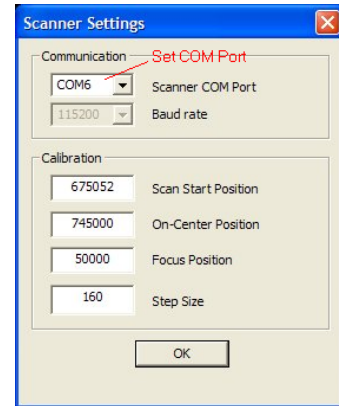 Scanner Settings
Communication
Set COM Port
COM6 Scanner COM Port
115200 Baud rate
Calibration
675052 Scan Start Position
745000 On-Center Position
50000 Focus Position
160 Step Size
OK